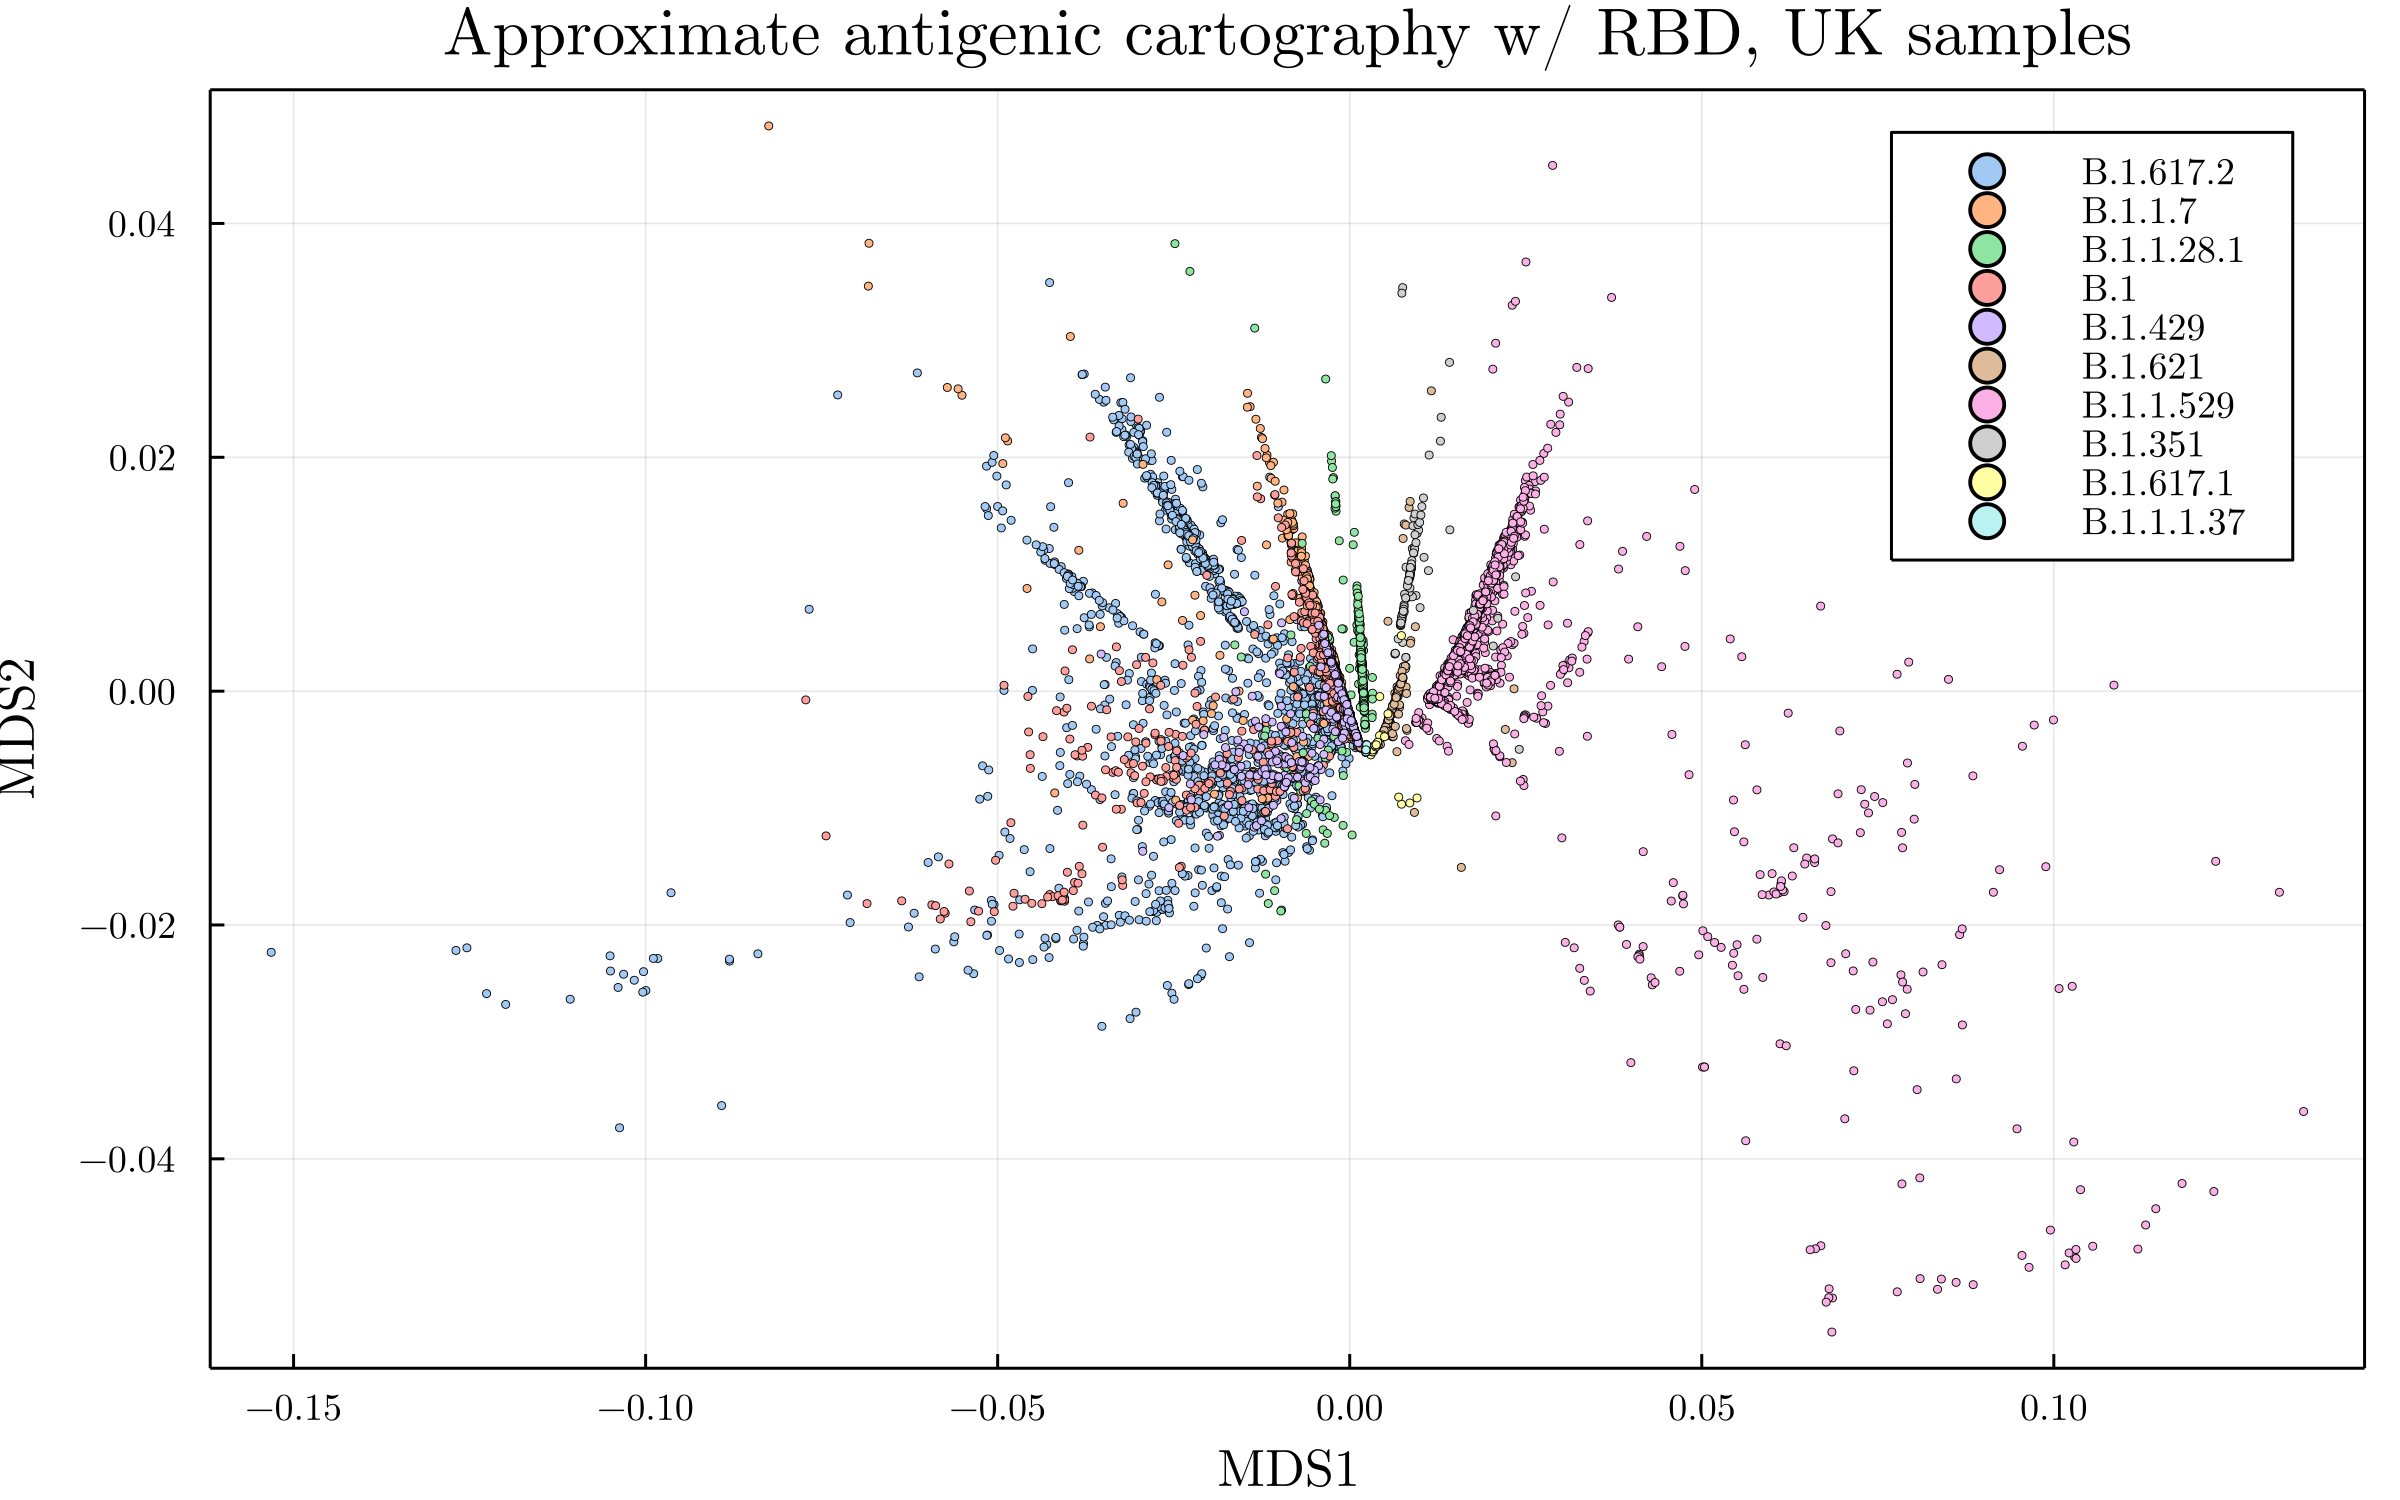 Approximate antigenic cartography w/ RBD, UK samples
B.1.617.2
B.1.1.7
B.1.1.28.1
B.1
B.1.429
B.1.621
B.1.1.529
B.1.351
B.1.617.1
B.1.1.1.37
MDS2
0.04
0.02
0.00
−0.02
−0.04
−0.15
−0.10
−0.05
0.00
0.05
0.10
MDS1